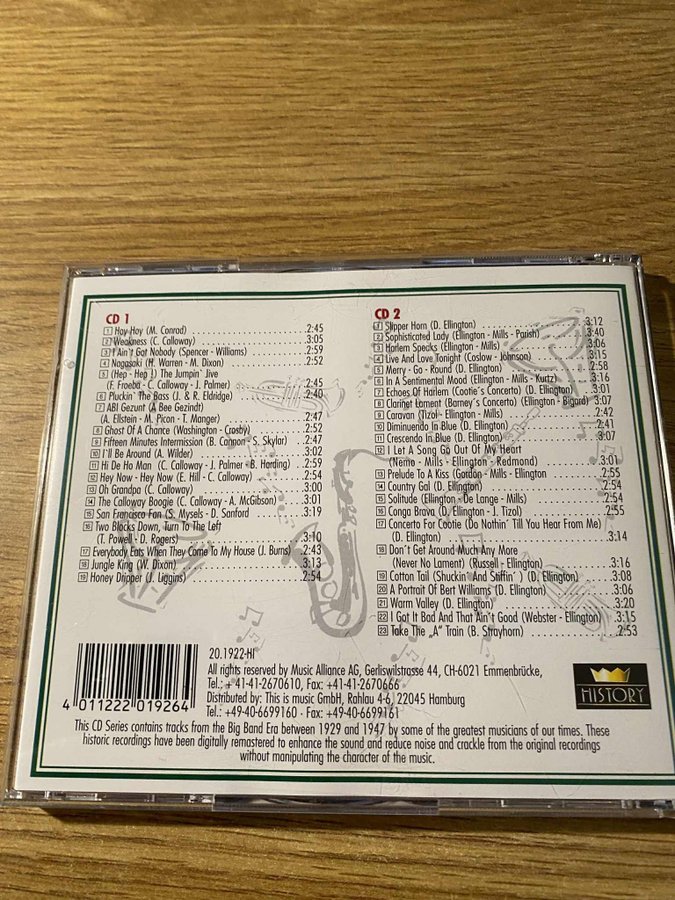 CD 1
1 Hoy Hoy (M. Conrad) 2:45
2 Weakness (C. Calloway) 3:05
3 I Ain't Got Nobody (Spencer - Williams) 2:59
4 Nagasaki (H. Warren - M. Dixon) 2:52
5 (Hep - Hep !) The Jumpin' Jive
(F. Froeba - C. Calloway - J. Palmer) 2:45
6 Pluckin' The Bass (J. & R. Eldridge) 2:40
7 ABI Gezunt (A Bee Gezindt)
(A. Ellstein - M. Picon - T. Manger) 2:47
8 Ghost Of A Chance (Washington - Crosby) 2:52
9 Fifteen Minutes Intermission (B. Cannon - S. Skylar) 2:47
10 I'll Be Around (A. Wilder) 3:02
11 Hi De Ho Man (C. Calloway - J. Palmer - B. Harding) 2:59
12 Hey Now - Hey Now (E. Hill - C. Calloway) 2:54
13 Oh Grandpa (C. Calloway) 3:00
14 The Calloway Boogie (C. Calloway - A. McGibson) 3:01
15 San Francisco Fan (S. Mysels - D. Sanford 3:19
16 Two Blocks Down, Turn To The Left
(T. Powell - D. Rogers) 3:10
17 Everybody Eats When They Come To My House (J. Burns) 2:43
18 Jungle King (W. Dixon) 3:13
19 Honey Dripper (J. Liggins) 2:54
CD 2
1 Slipper Horn (D. Ellington) 3:12
2 Sophisticated Lady (Ellington - Mills - Parish) 3:40
3 Harlem Speaks (Ellington - Mills) 3:06
4 Live And Love Tonight (Coslow - Johnson) 3:15
5 Merry - Go - Round (D. Ellington) 2:58
6 In A Sentimental Mood (Ellington - Mills - Kurtz) 3:16
7 Echoes Of Harlem (Cootie's Concerto) (D. Ellington) 3:01
8 Clarinet Lament (Barney's Concerto) (Ellington - Bigard) 3:07
9 Caravan (Tizol - Ellington - Mills) 2:42
10 Diminuendo In Blue (D. Ellington) 2:41
11 Crescendo In Blue (D. Ellington) 3:07
12 I Let A Song Go Out Of My Heart
(Nemo - Mills - Ellington - Redmond) 3:01
13 Prelude To A Kiss (Gordon - Mills - Ellington 2:55
14 Country Gal (D. Ellington) 2:54
15 Solitude (Ellington - De Lange - Mills) 2:54
16 Conga Brava (D. Ellington - J. Tizol) 2:55
17 Concerto For Cootie (Do Nothin' Till You Hear From Me)
(D. Ellington) 3:14
18 Don't Get Around Much Any More
(Never No Lament) (Russell - Ellington) 3:16
19 Cotton Tail (Shuckin' And Stiffin' ) (D. Ellington) 3:08
20 A Portrait Of Bert Williams (D. Ellington) 3:06
21 Warm Valley (D. Ellington) 3:20
22 I Got It Bad And That Ain't Good (Webster - Ellington) 3:15
23 Take The „A" Train (B. Strayhorn) 2:53
4 011222 019264
20.1922-HI
All rights reserved by Music Alliance AG, Gerliswilstrasse 44, CH-6021 Emmenbrücke,
Tel.: +41-41-2670610, Fax: +41-41-2670666
Distributed by: This is music GmbH, Rahlau 4-6, 22045 Hamburg
Tel.: +49-40-6699160 - Fax: +49-40-6699161
HISTORY
This CD Series contains tracks from the Big Band Era between 1929 and 1947 by some of the greatest musicians of our times. These
historic recordings have been digitally remastered to enhance the sound and reduce noise and crackle from the original recordings
without manipulating the character of the music.